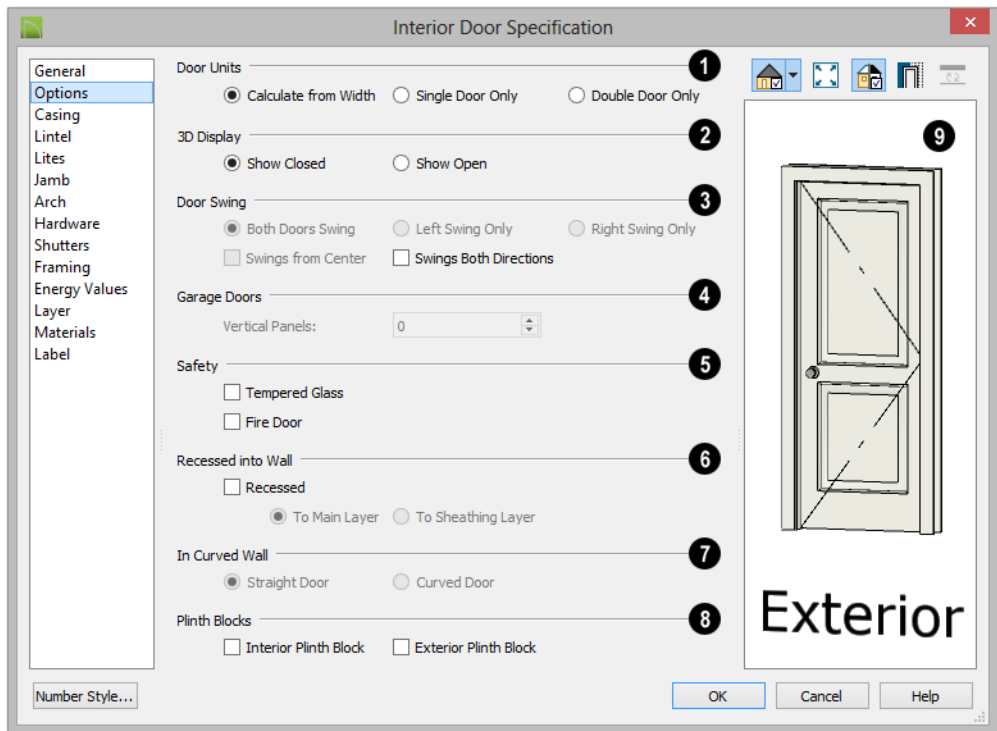 Interior Door Specification
General
Options
Casing
Lintel
Lites
Jamb
Arch
Hardware
Shutters
Framing
Energy Values
Layer
Materials
Label
Door Units 1
Calculate from Width Single Door Only Double Door Only
3D Display 2
Show Closed Show Open
Door Swing 3
Both Doors Swing Left Swing Only Right Swing Only
Swings from Center Swings Both Directions
Garage Doors 4
Vertical Panels: 0
Safety 5
Tempered Glass
Fire Door
Recessed into Wall 6
Recessed
To Main Layer To Sheathing Layer
In Curved Wall 7
Straight Door Curved Door
Plinth Blocks 8
Interior Plinth Block Exterior Plinth Block
9
Exterior
Number Style... OK Cancel Help